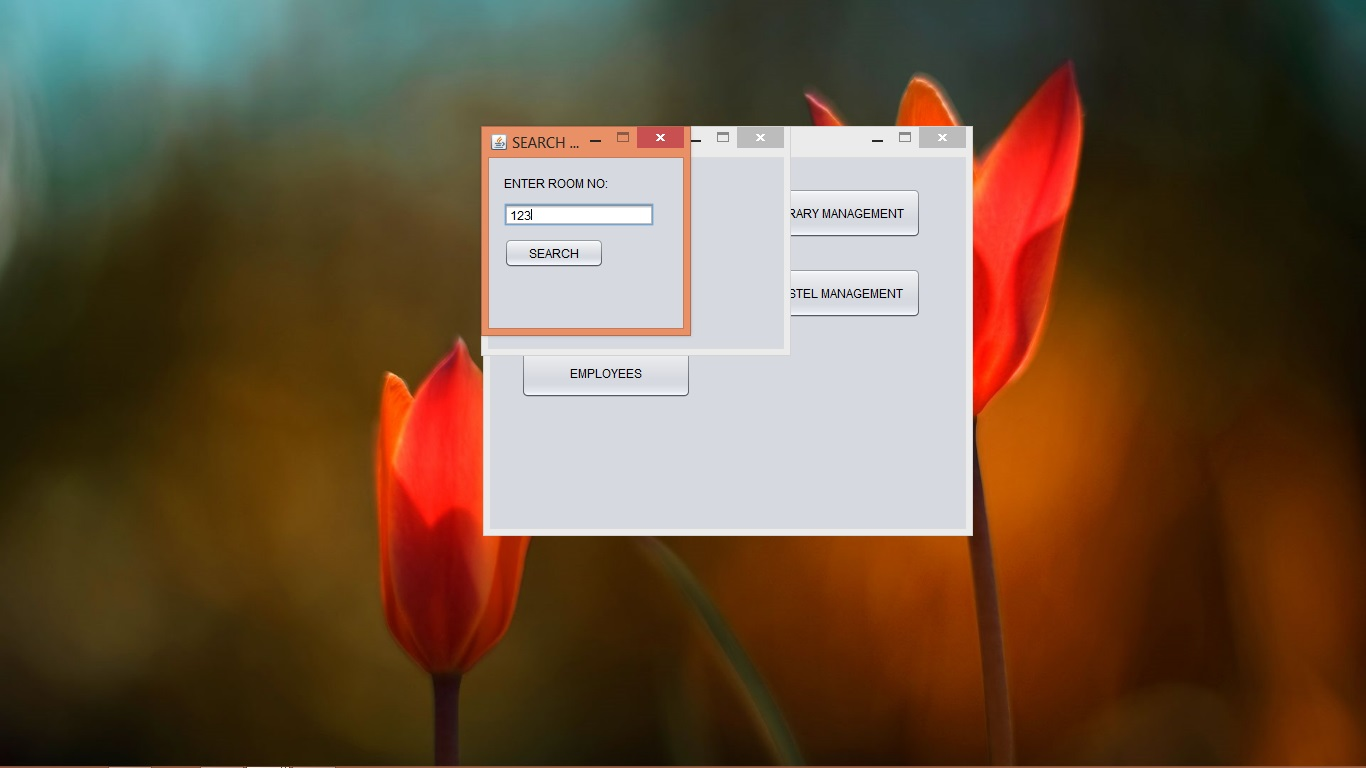 SEARCH ...
ENTER ROOM NO:
123
SEARCH
RARY MANAGEMENT
STEL MANAGEMENT
EMPLOYEES